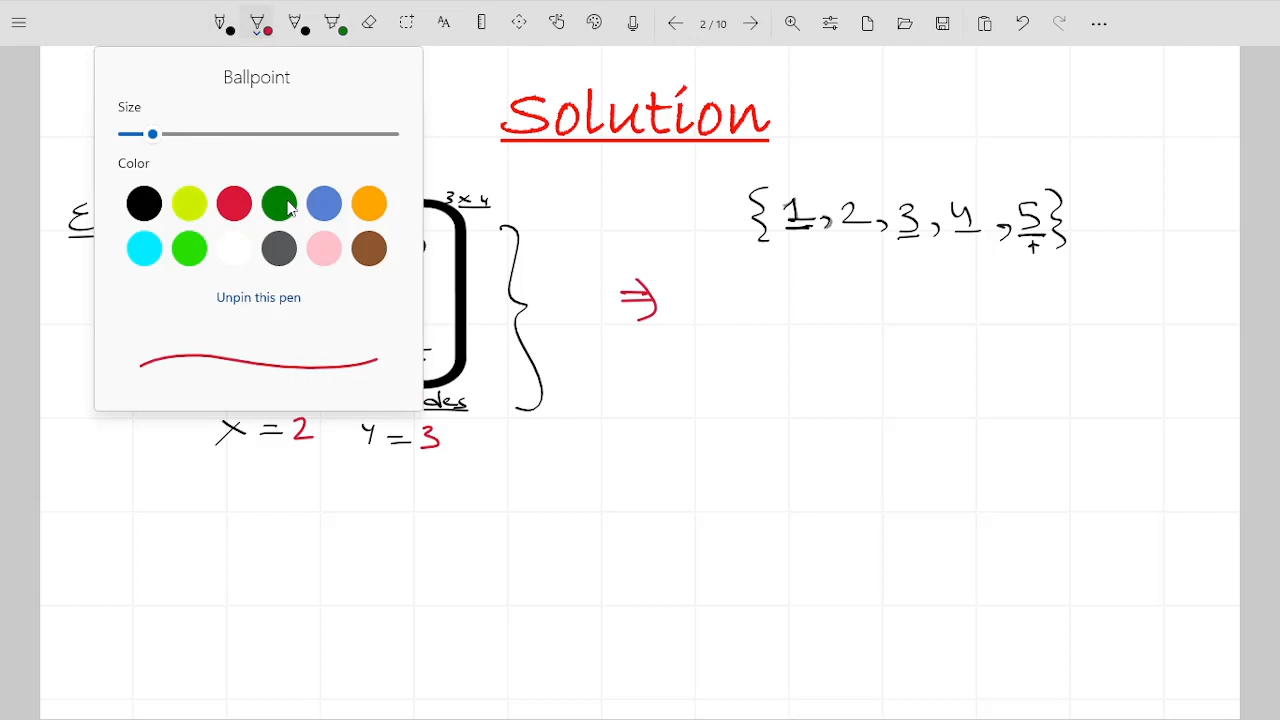 2 / 10
Ballpoint
Size
Color
Unpin this pen
Solution
3 x 4
{ 1 , 2 , 3 , 4 , 5 }
+
⇒
des
x = 2 y = 3